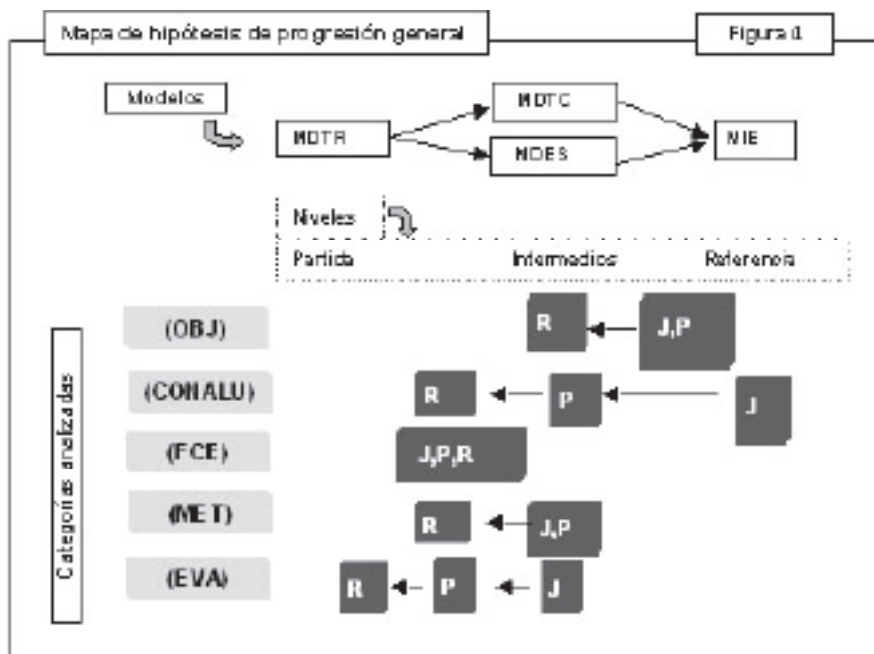 Mapa de hipótesis de progresión general
Figura 4
Modelos
MDTR
MDTC
MDES
MIE
Niveles
Partida Intermedios Referencia
Categorías analizadas
(OBJ) R J,P
(CONALU) R P J
(FCE) J,P,R
(MET) R J,P
(EVA) R P J